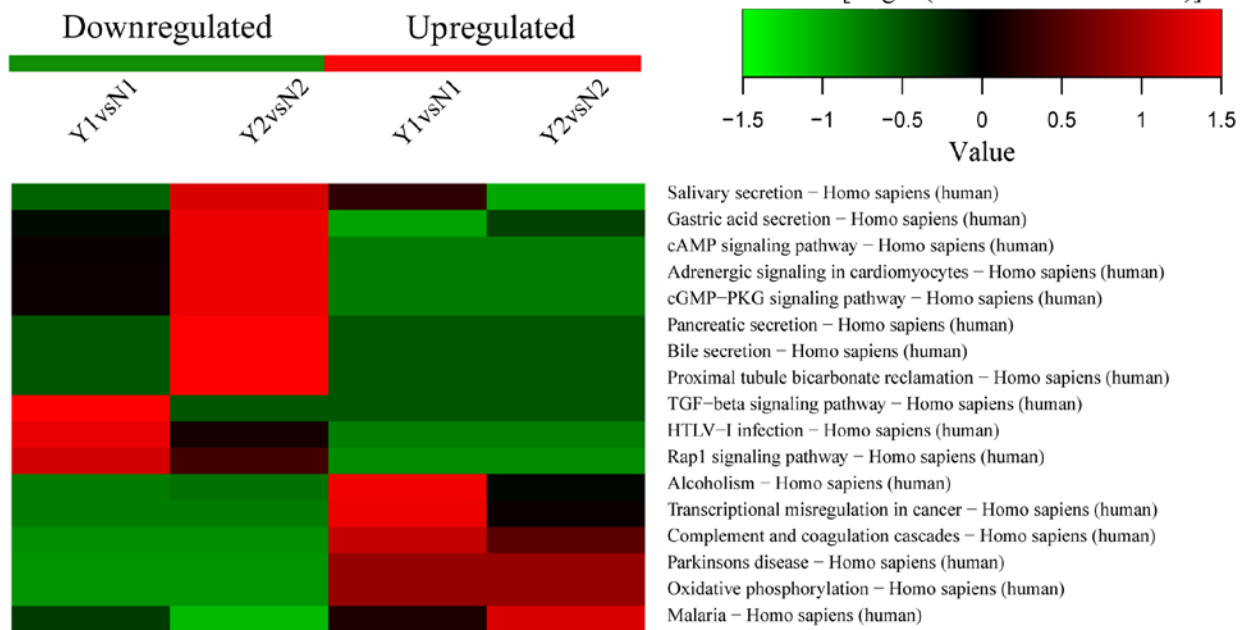 Downregulated Upregulated
Y1vsN1 Y2vsN2 Y1vsN1 Y2vsN2
−1.5 −1 −0.5 0 0.5 1 1.5
Value
Salivary secretion − Homo sapiens (human)
Gastric acid secretion − Homo sapiens (human)
cAMP signaling pathway − Homo sapiens (human)
Adrenergic signaling in cardiomyocytes − Homo sapiens (human)
cGMP−PKG signaling pathway − Homo sapiens (human)
Pancreatic secretion − Homo sapiens (human)
Bile secretion − Homo sapiens (human)
Proximal tubule bicarbonate reclamation − Homo sapiens (human)
TGF−beta signaling pathway − Homo sapiens (human)
HTLV−I infection − Homo sapiens (human)
Rap1 signaling pathway − Homo sapiens (human)
Alcoholism − Homo sapiens (human)
Transcriptional misregulation in cancer − Homo sapiens (human)
Complement and coagulation cascades − Homo sapiens (human)
Parkinsons disease − Homo sapiens (human)
Oxidative phosphorylation − Homo sapiens (human)
Malaria − Homo sapiens (human)